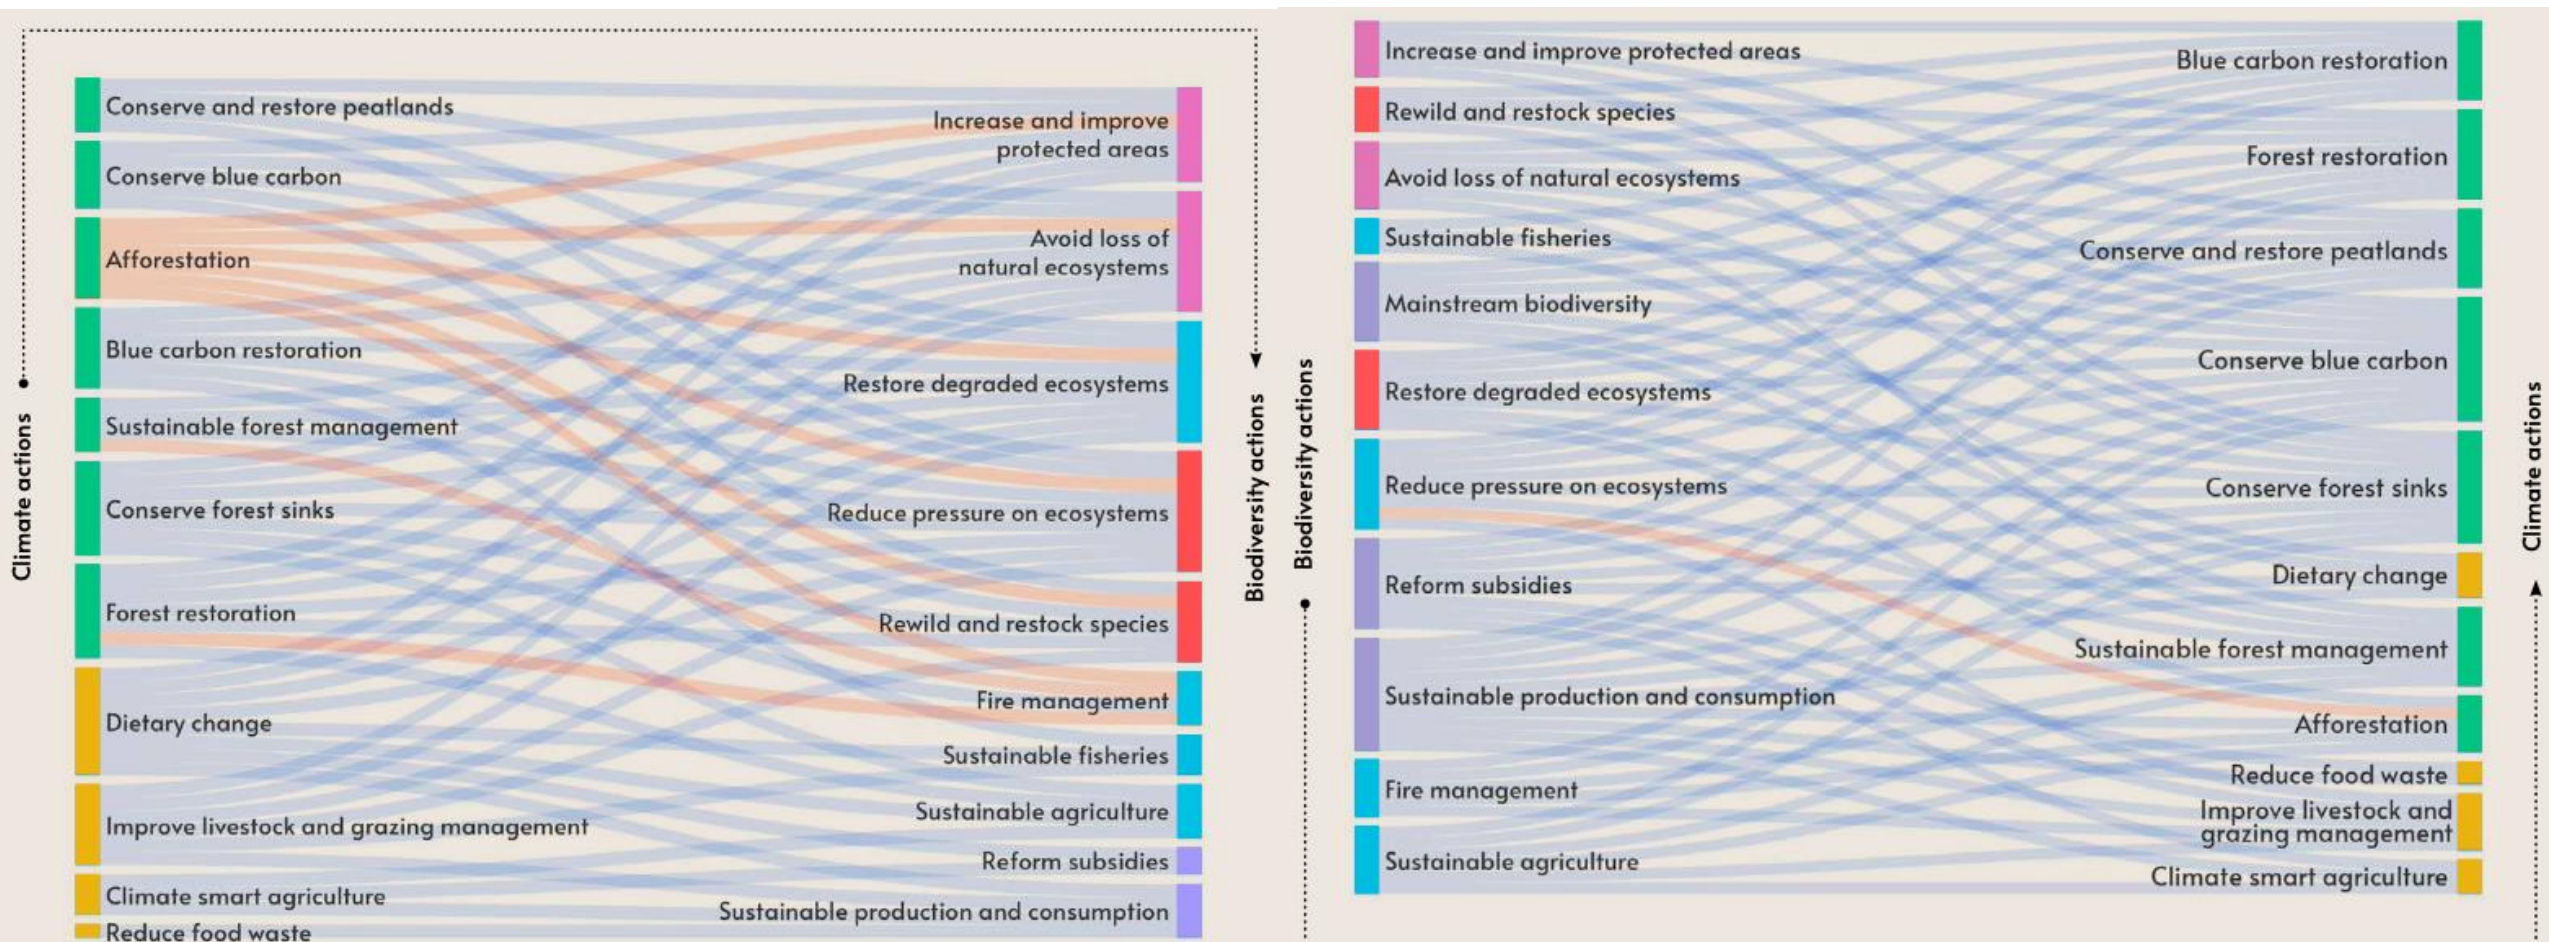 Climate actions
Conserve and restore peatlands
Conserve blue carbon
Afforestation
Blue carbon restoration
Sustainable forest management
Conserve forest sinks
Forest restoration
Dietary change
Improve livestock and grazing management
Climate smart agriculture
Reduce food waste
Increase and improve
protected areas
Avoid loss of
natural ecosystems
Restore degraded ecosystems
Reduce pressure on ecosystems
Rewild and restock species
Fire management
Sustainable fisheries
Sustainable agriculture
Reform subsidies
Sustainable production and consumption
Biodiversity actions
Biodiversity actions
Increase and improve protected areas
Rewild and restock species
Avoid loss of natural ecosystems
Sustainable fisheries
Mainstream biodiversity
Restore degraded ecosystems
Reduce pressure on ecosystems
Reform subsidies
Sustainable production and consumption
Fire management
Sustainable agriculture
Blue carbon restoration
Forest restoration
Conserve and restore peatlands
Conserve blue carbon
Conserve forest sinks
Dietary change
Sustainable forest management
Afforestation
Reduce food waste
Improve livestock and
grazing management
Climate smart agriculture
Climate actions